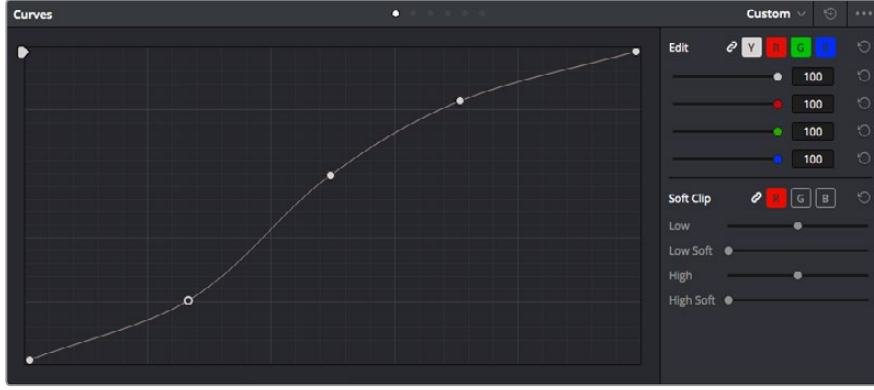 Curves
Custom
Edit
Y R G B
100
100
100
100
Soft Clip
R G B
Low
Low Soft
High
High Soft